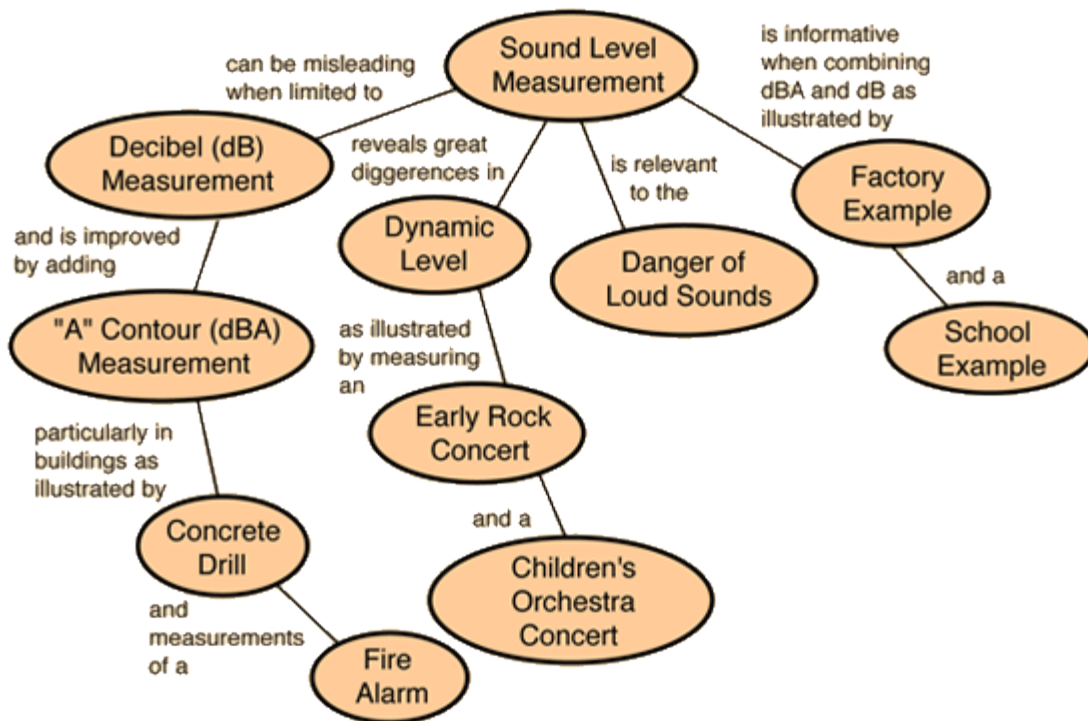 Sound Level
Measurement
can be misleading
when limited to
Decibel (dB)
Measurement
and is improved
by adding
"A" Contour (dBA)
Measurement
particularly in
buildings as
illustrated by
Concrete
Drill
and
measurements
of a
Fire
Alarm
reveals great
diggerences in
Dynamic
Level
as illustrated
by measuring
an
Early Rock
Concert
and a
Children's
Orchestra
Concert
is relevant
to the
Danger of
Loud Sounds
is informative
when combining
dBA and dB as
illustrated by
Factory
Example
and a
School
Example